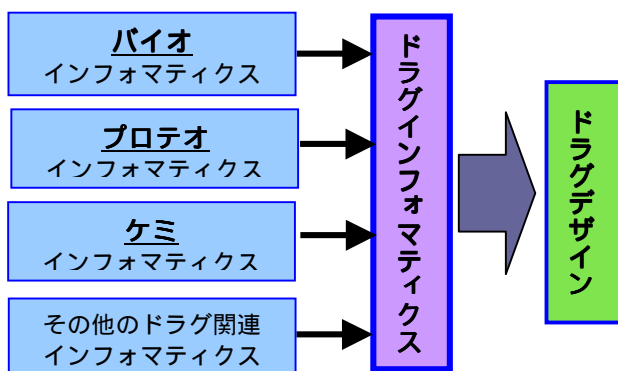 バイオ
インフォマティクス
プロテオ
インフォマティクス
ケミ
インフォマティクス
その他のドラグ関連
インフォマティクス
ドラグインフォマティクス
ドラグデザイン